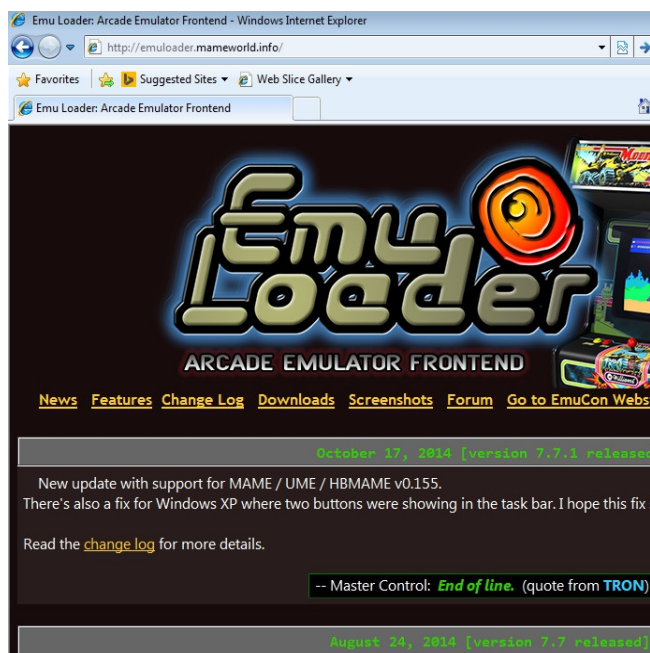 Emu Loader: Arcade Emulator Frontend - Windows Internet Explorer
http://emuloader.mameworld.info/
Favorites Suggested Sites Web Slice Gallery
Emu Loader: Arcade Emulator Frontend
Emu
Loader
ARCADE EMULATOR FRONTEND
News Features Change Log Downloads Screenshots Forum Go to EmuCon Webs
October 17, 2014 [version 7.7.1 released
New update with support for MAME / UME / HBMAME v0.155.
There's also a fix for Windows XP where two buttons were showing in the task bar. I hope this fix
Read the change log for more details.
-- Master Control: End of line. (quote from TRON)
August 24, 2014 [version 7.7 released]